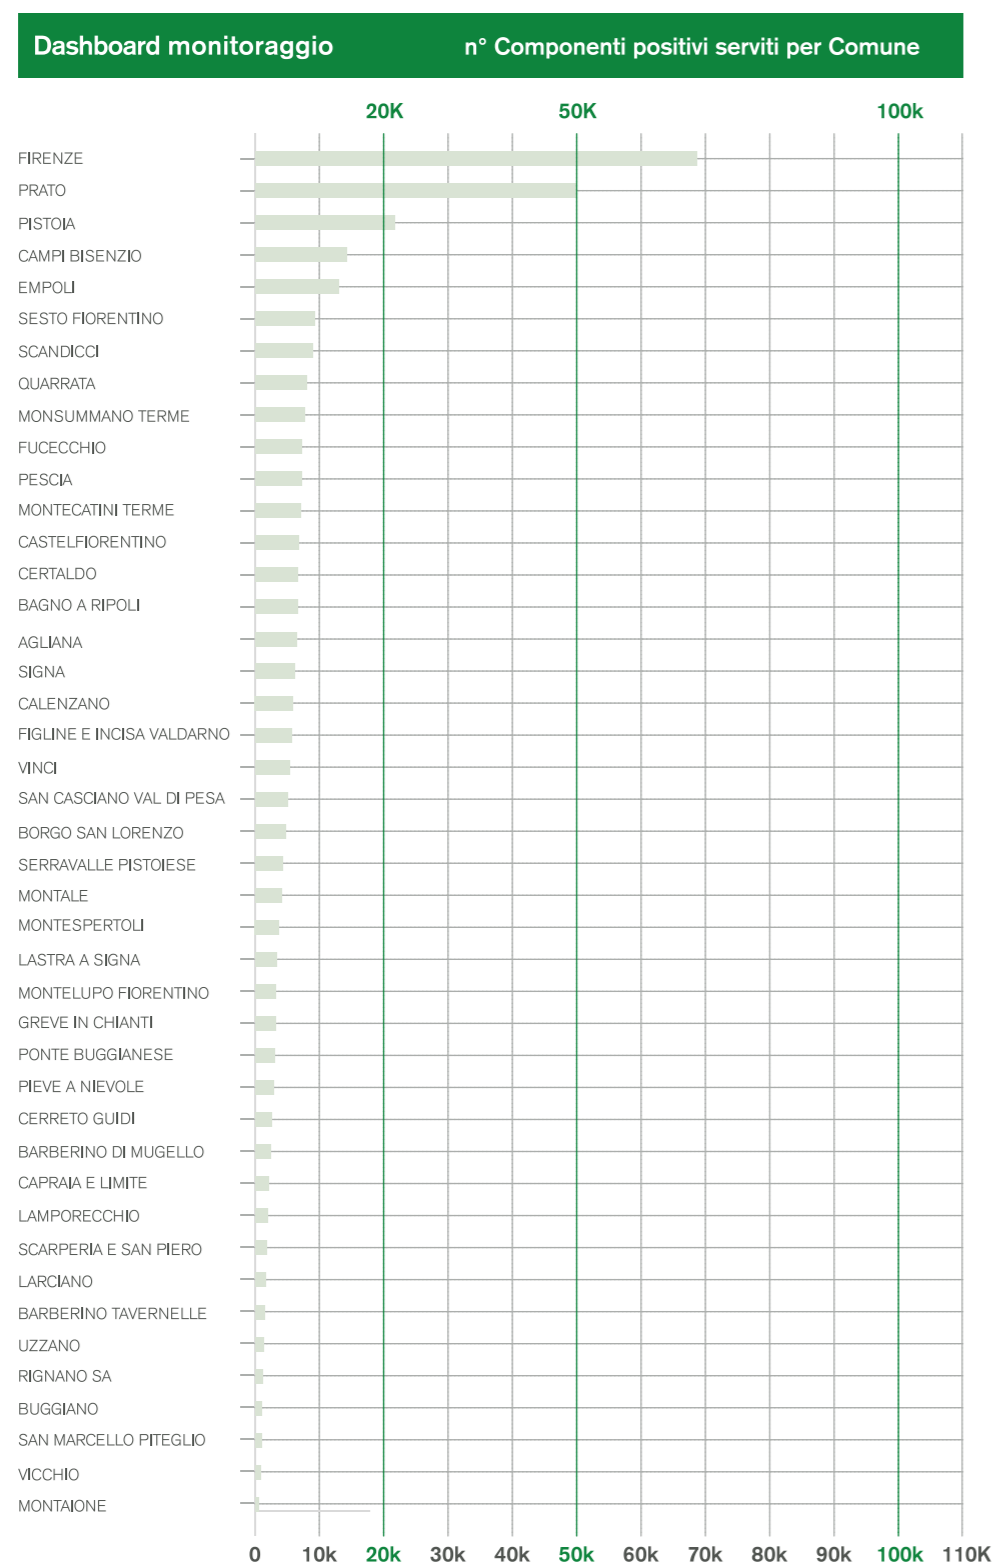 Dashboard monitoraggio n° Componenti positivi serviti per Comune
20K 50K 100k
FIRENZE
PRATO
PISTOIA
CAMPI BISENZIO
EMPOLI
SESTO FIORENTINO
SCANDICCI
QUARRATA
MONSUMMANO TERME
FUCECCHIO
PESCIA
MONTECATINI TERME
CASTELFIORENTINO
CERTALDO
BAGNO A RIPOLI
AGLIANA
SIGNA
CALENZANO
FIGLINE E INCISA VALDARNO
VINCI
SAN CASCIANO VAL DI PESA
BORGO SAN LORENZO
SERRAVALLE PISTOIESE
MONTALE
MONTESPERTOLI
LASTRA A SIGNA
MONTELUPO FIORENTINO
GREVE IN CHIANTI
PONTE BUGGIANESE
PIEVE A NIEVOLE
CERRETO GUIDI
BARBERINO DI MUGELLO
CAPRAIA E LIMITE
LAMPORECCHIO
SCARPERIA E SAN PIERO
LARCIANO
BARBERINO TAVERNELLE
UZZANO
RIGNANO SA
BUGGIANO
SAN MARCELLO PITEGLIO
VICCHIO
MONTAIONE
0 10k 20k 30k 40k 50k 60k 70k 80k 90k 100k 110K